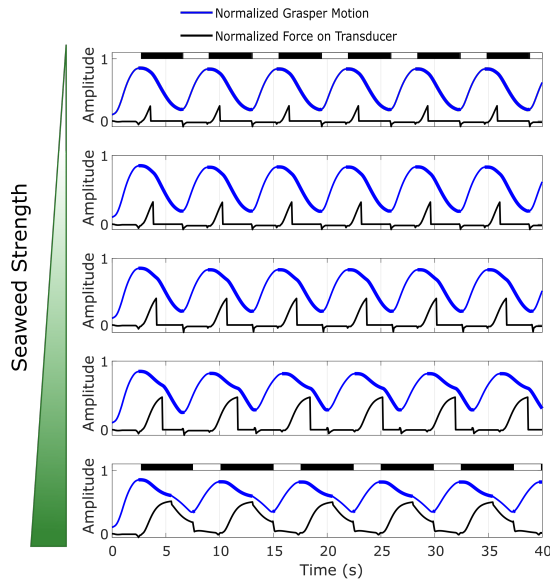 Normalized Grasper Motion
Normalized Force on Transducer
Seaweed Strength
Amplitude
1
0
Amplitude
1
0
Amplitude
1
0
Amplitude
1
0
Amplitude
1
0
0 5 10 15 20 25 30 35 40
Time (s)